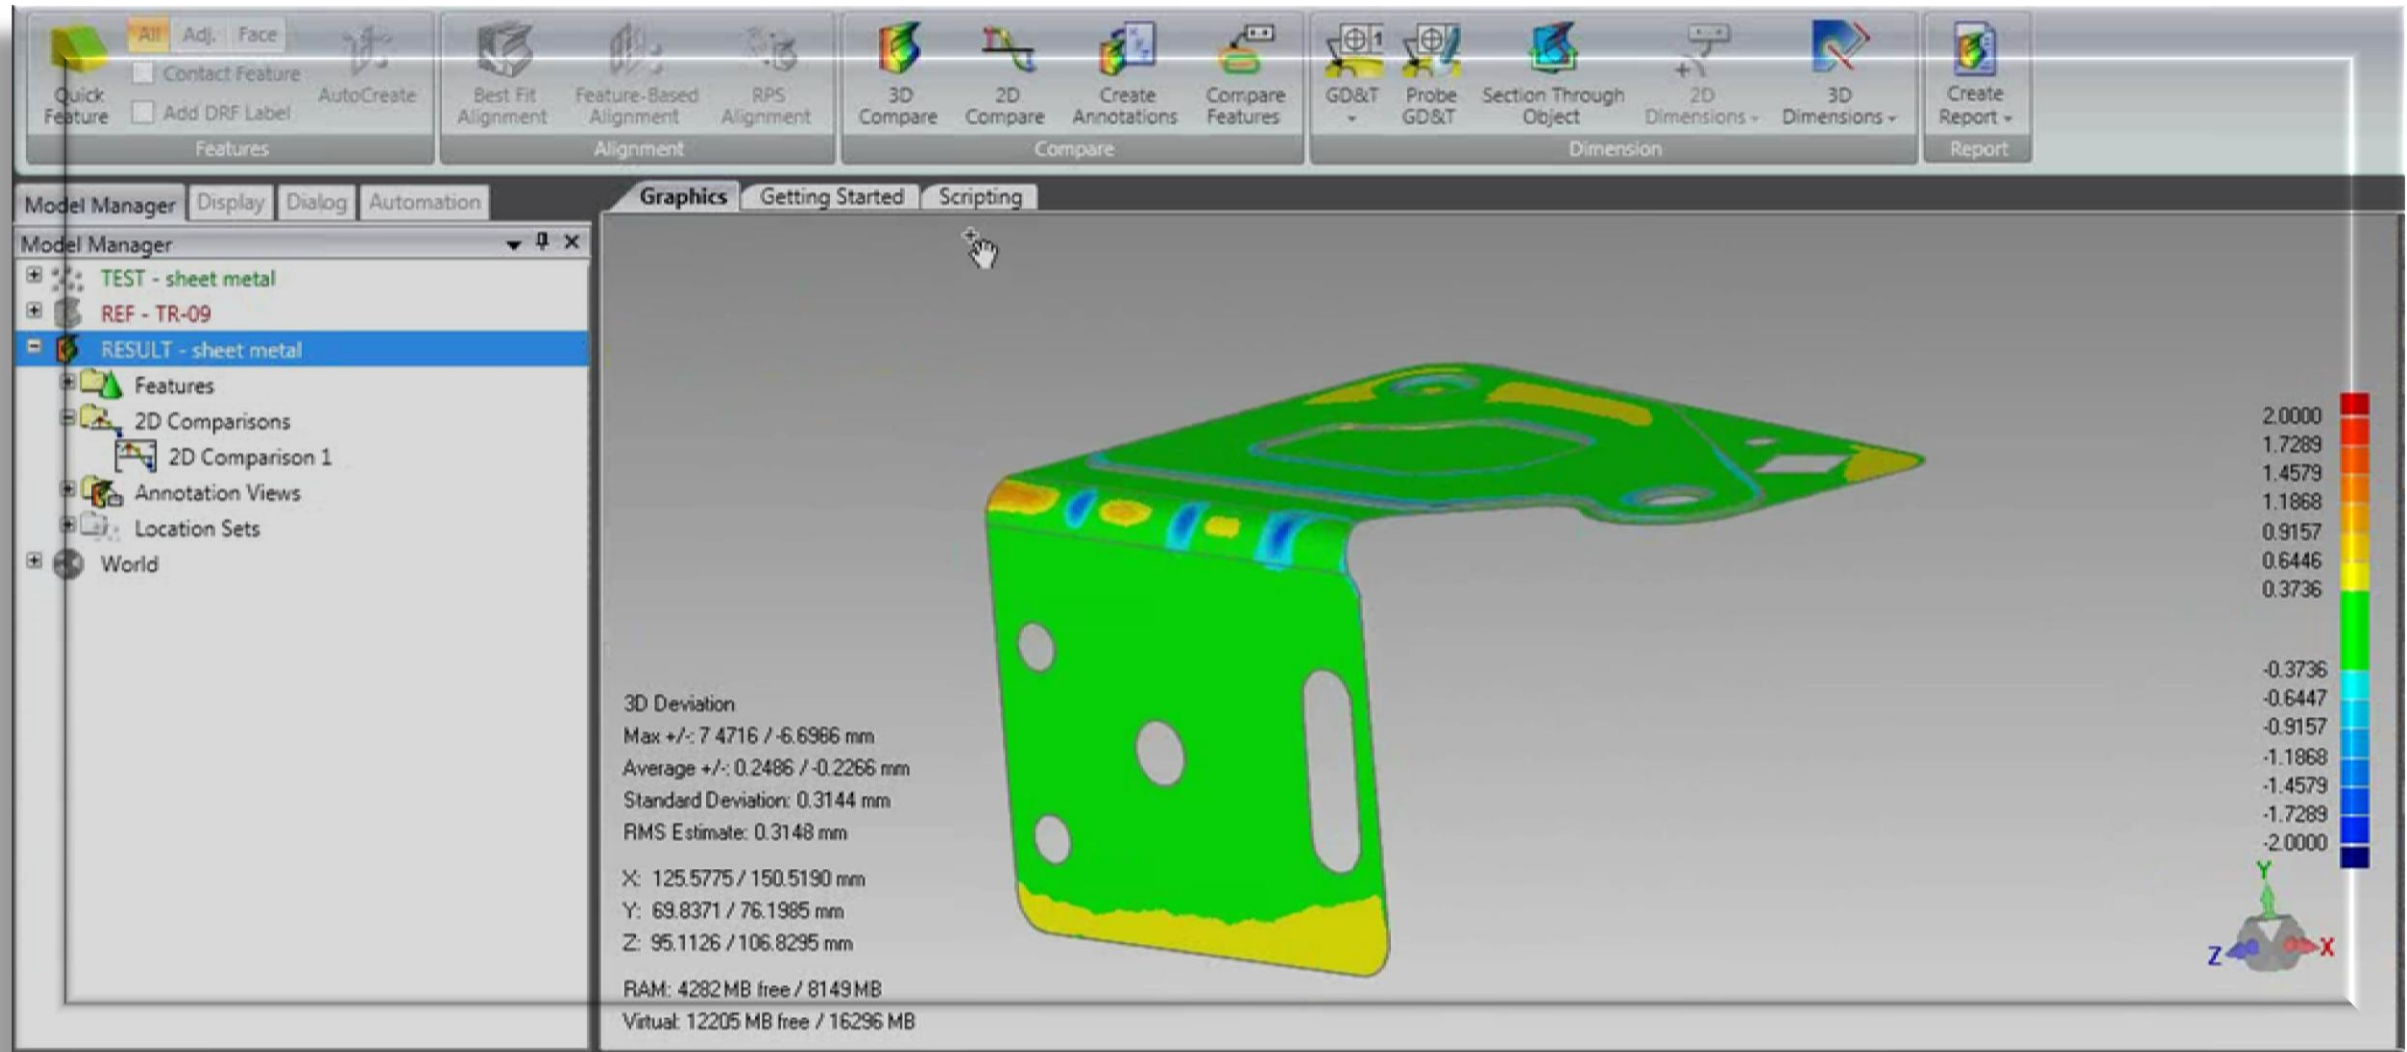 All Adj. Face
Contact Feature
Add DRF Label
Quick Feature
AutoCreate
Features
Best Fit Alignment
Feature-Based Alignment
RPS Alignment
Alignment
3D Compare
2D Compare
Create Annotations
Compare Features
Compare
GD&T
Probe GD&T
Section Through Object
2D Dimensions
3D Dimensions
Dimension
Create Report
Report
Model Manager Display Dialog Automation
Graphics Getting Started Scripting
Model Manager
TEST - sheet metal
REF - TR-09
RESULT - sheet metal
Features
2D Comparisons
2D Comparison 1
Annotation Views
Location Sets
World
3D Deviation
Max +/-: 7.4716 / -6.6966 mm
Average +/-: 0.2486 / -0.2266 mm
Standard Deviation: 0.3144 mm
RMS Estimate: 0.3148 mm
X: 125.5775 / 150.5190 mm
Y: 69.8371 / 76.1985 mm
Z: 95.1126 / 106.8295 mm
RAM: 4282 MB free / 8149 MB
Virtual: 12205 MB free / 16296 MB
2.0000
1.7289
1.4579
1.1868
0.9157
0.6446
0.3736
-0.3736
-0.6447
-0.9157
-1.1868
-1.4579
-1.7289
-2.0000
Y
Z
X